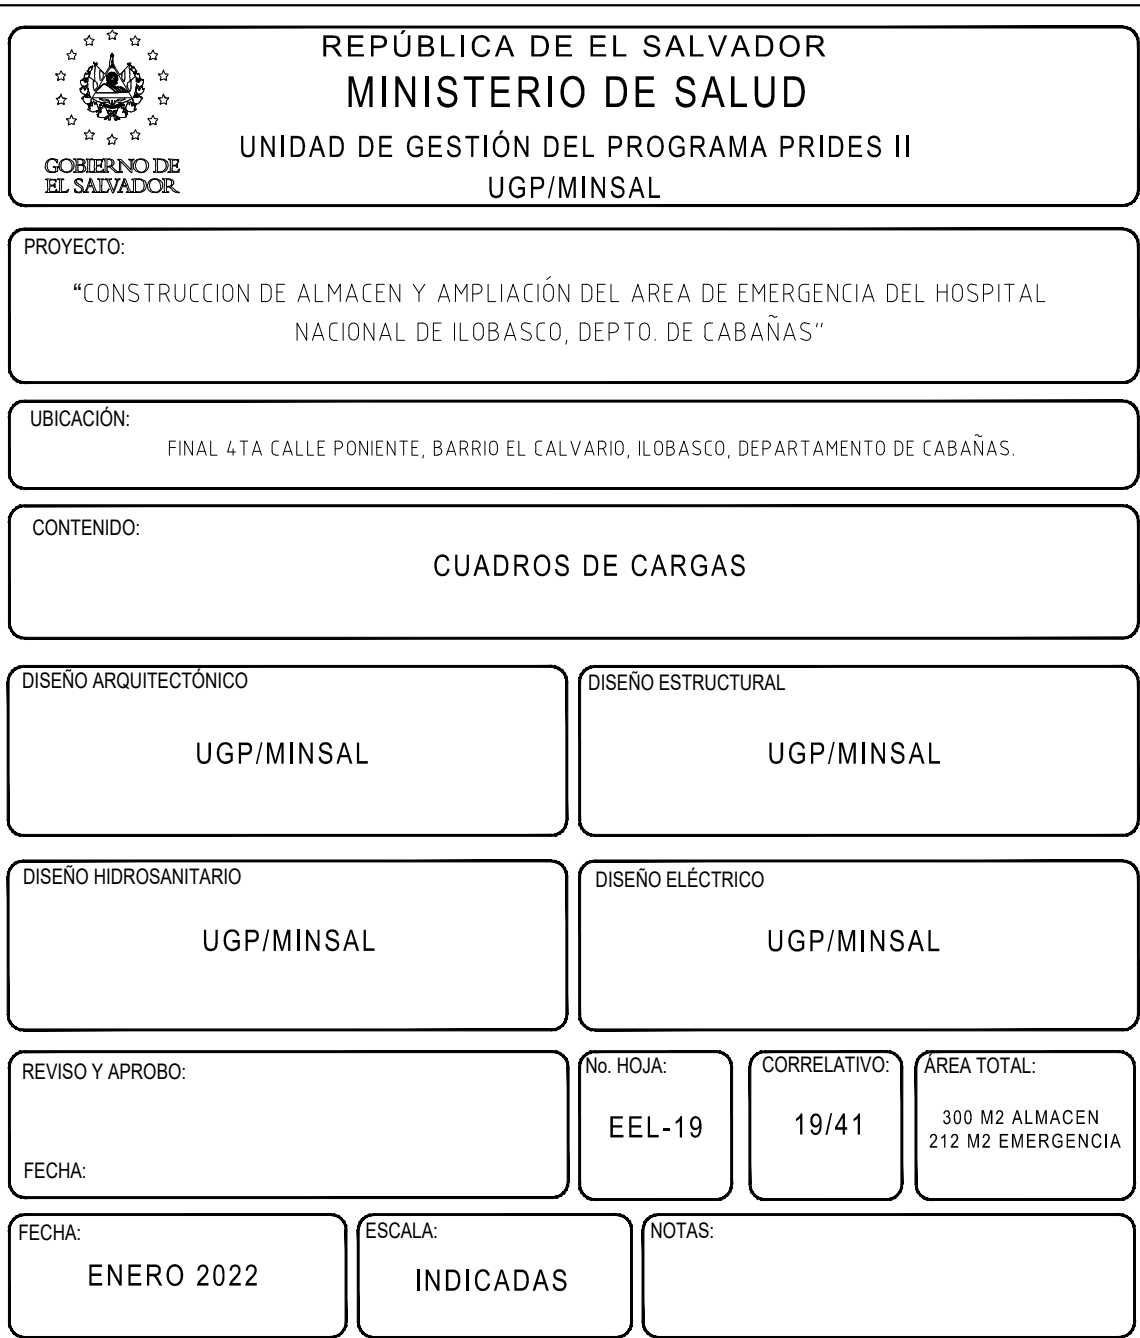 REPÚBLICA DE EL SALVADOR
MINISTERIO DE SALUD
UNIDAD DE GESTIÓN DEL PROGRAMA PRIDES II
UGP/MINSAL
GOBIERNO DE
EL SALVADOR
PROYECTO:
“CONSTRUCCION DE ALMACEN Y AMPLIACIÓN DEL AREA DE EMERGENCIA DEL HOSPITAL
NACIONAL DE ILOBASCO, DEPTO. DE CABAÑAS"
UBICACIÓN:
FINAL 4TA CALLE PONIENTE, BARRIO EL CALVARIO, ILOBASCO, DEPARTAMENTO DE CABAÑAS.
CONTENIDO:
CUADROS DE CARGAS
DISEÑO ARQUITECTÓNICO
UGP/MINSAL
DISEÑO ESTRUCTURAL
UGP/MINSAL
DISEÑO HIDROSANITARIO
UGP/MINSAL
DISEÑO ELÉCTRICO
UGP/MINSAL
REVISO Y APROBO:
FECHA:
No. HOJA:
EEL-19
CORRELATIVO:
19/41
ÁREA TOTAL:
300 M2 ALMACEN
212 M2 EMERGENCIA
FECHA:
ENERO 2022
ESCALA:
INDICADAS
NOTAS: